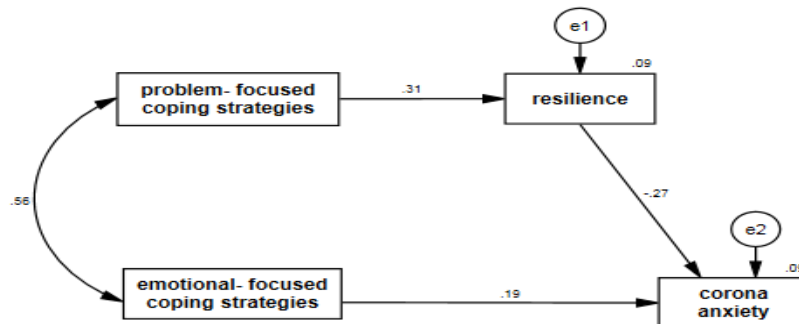 e1
.09
problem- focused
coping strategies
.31
resilience
.56
-.27
e2
emotional- focused
coping strategies
.19
corona
anxiety